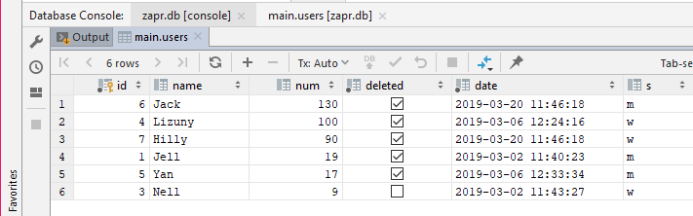 Database Console: zapr.db [console] × main.users [zapr.db] ×
Output main.users ×
6 rows Tx: Auto DB Tab-se
id name num deleted date s
1 6 Jack 130 2019-03-20 11:46:18 m
2 4 Lizuny 100 2019-03-06 12:24:16 w
3 7 Hilly 90 2019-03-20 11:46:18 w
4 1 Jell 19 2019-03-02 11:40:23 m
5 5 Yan 17 2019-03-06 12:33:34 m
6 3 Nell 9 2019-03-02 11:43:27 w
Favorites